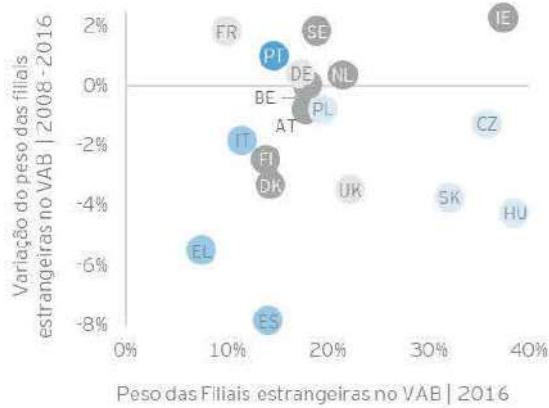 Variação do peso das filiais
estrangeiras no VAB | 2008-2016
2%
0%
-2%
-4%
-6%
-8%
FR
SE
IE
PT
DE
NL
BE
PL
AT
CZ
IT
FI
DK
UK
SK
HU
EL
ES
0%
10%
20%
30%
40%
Peso das Filiais estrangeiras no VAB | 2016